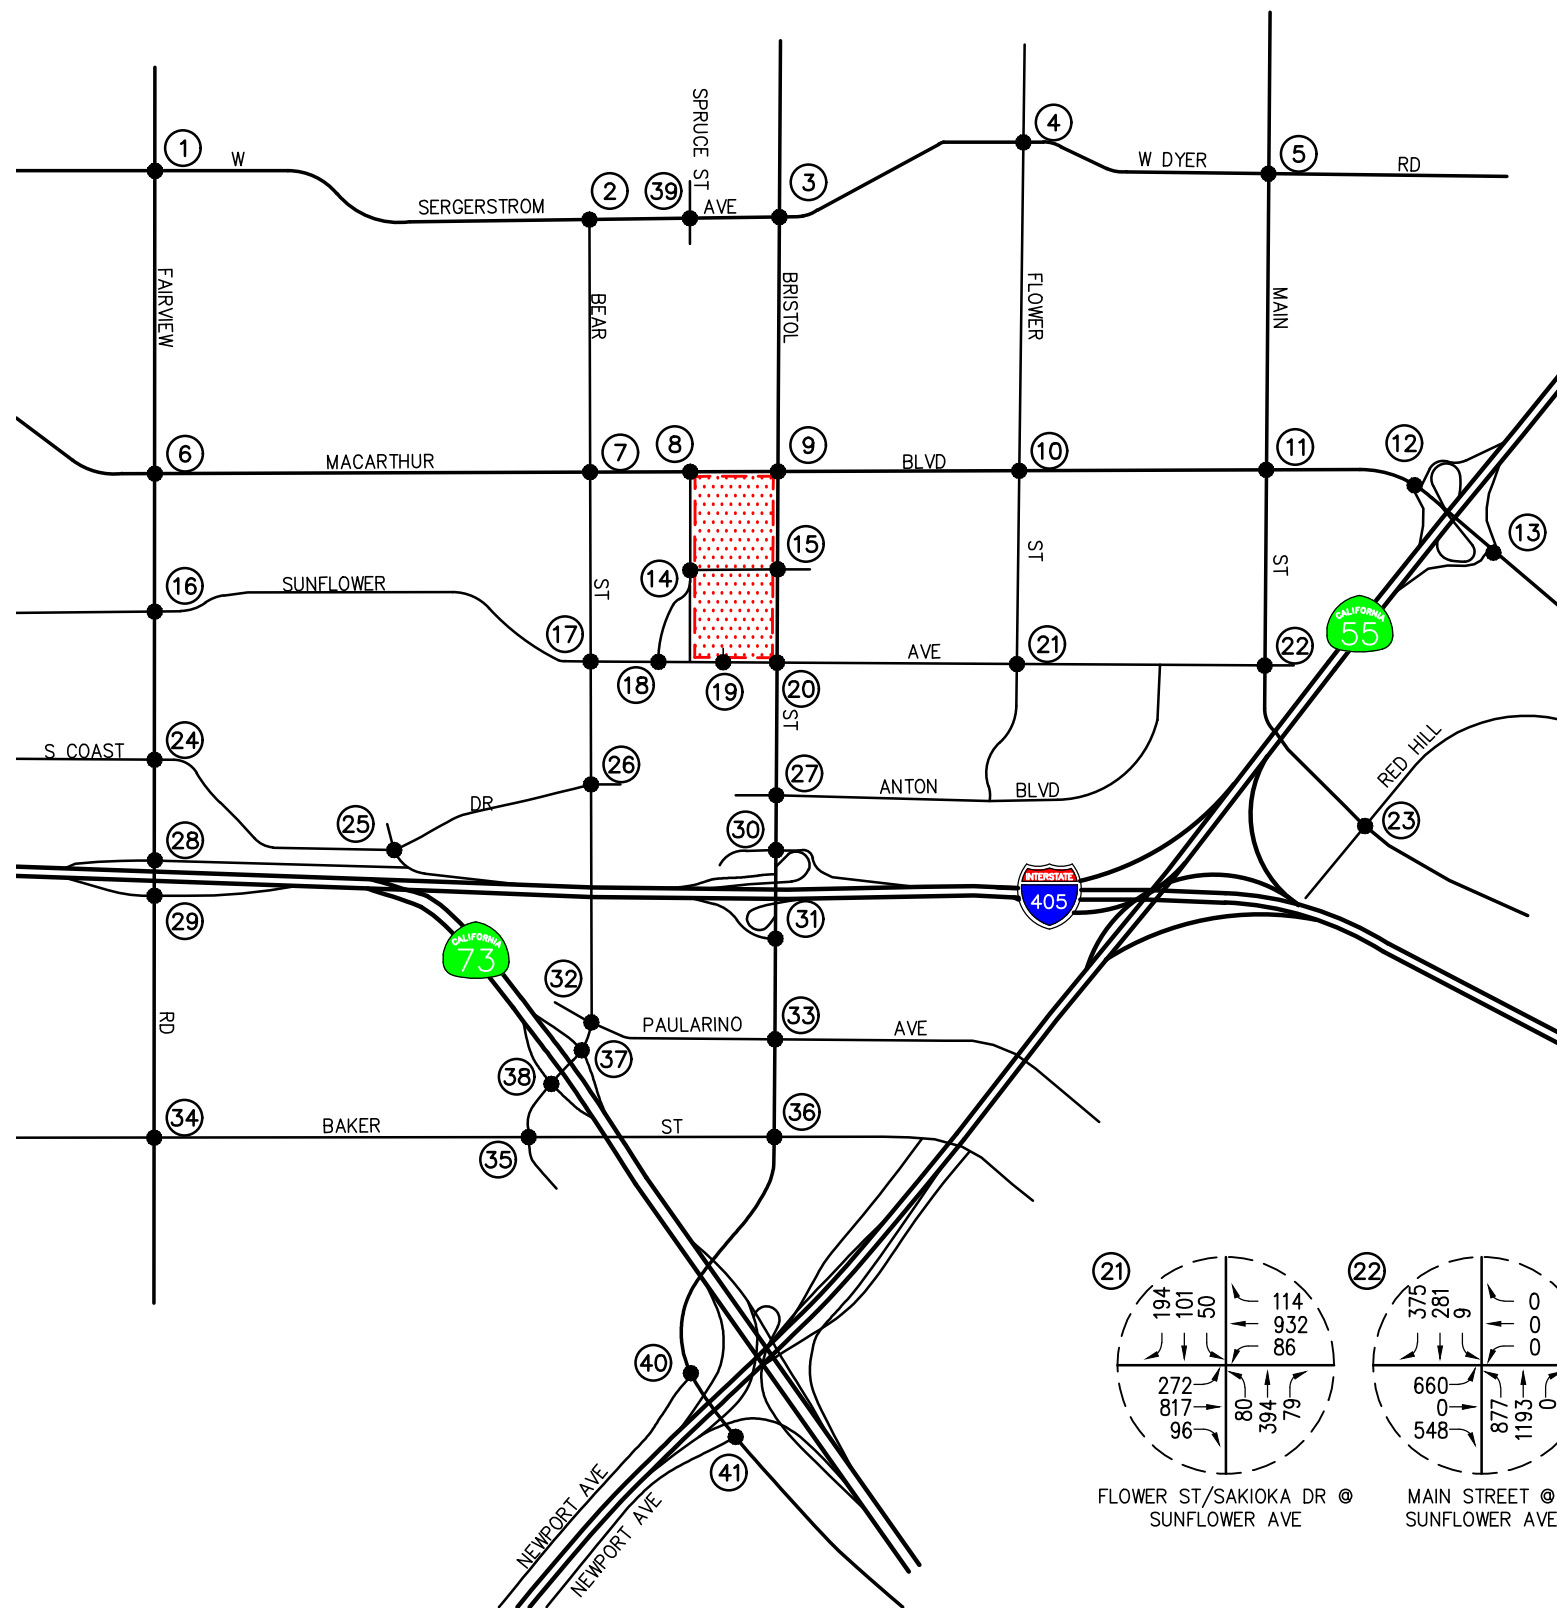 SPRUCE ST
1
W
4
W DYER
5
RD
2
39
3
SERGERSTROM
AVE
FAIRVIEW
BEAR
BRISTOL
FLOWER
MAIN
6
MACARTHUR
7
8
9
BLVD
10
11
12
13
14
15
ST
ST
ST
16
SUNFLOWER
17
18
19
20
AVE
21
22
CALIFORNIA
55
ST
24
S COAST
DR
25
26
27
ANTON
BLVD
RED HILL
23
28
29
30
31
INTERSTATE
405
CALIFORNIA
73
RD
32
PAULARINO
33
AVE
37
38
34
BAKER
35
ST
36
40
41
NEWPORT AVE
NEWPORT AVE
21
194
101
50
114
932
86
272
817
96
80
394
79
FLOWER ST/SAKIOKA DR @
SUNFLOWER AVE
22
375
281
9
0
0
0
660
0
548
877
1193
0
MAIN STREET @
SUNFLOWER AVE